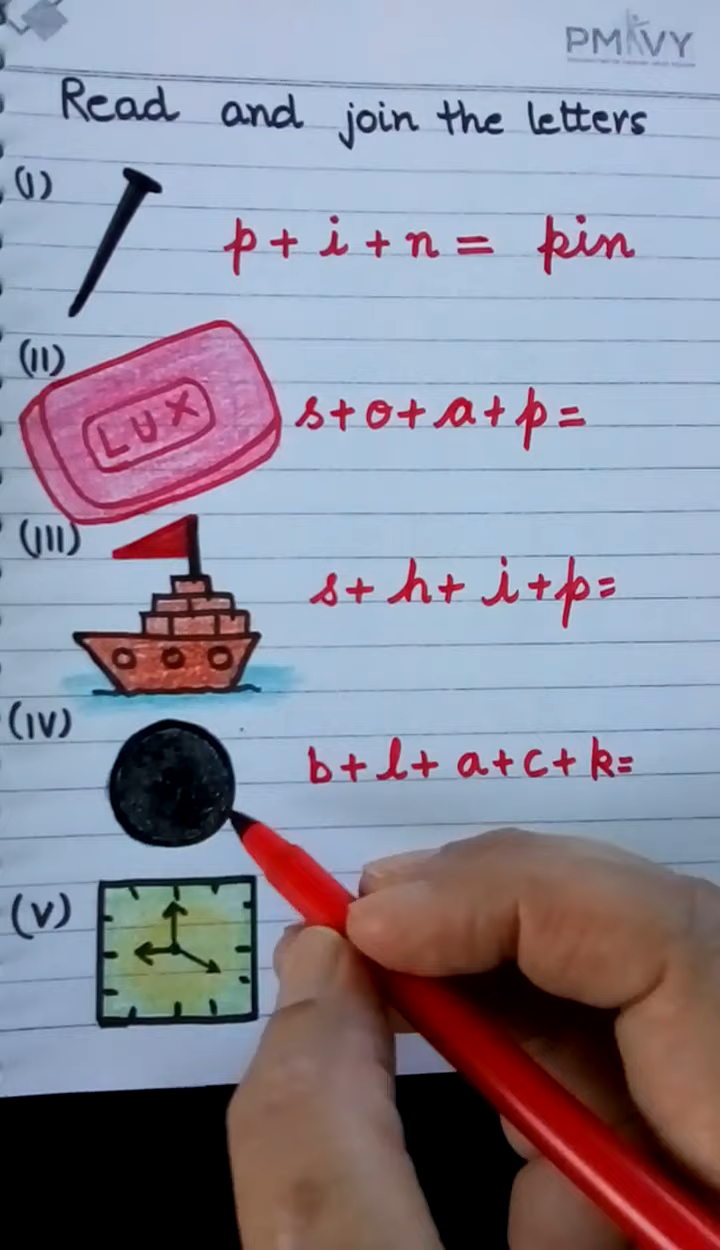 PMKVY
Read and join the letters
(I)
p + i + n = pin
(II)
LUX
s+o+a+p=
(III)
s+h+i+p=
(IV)
b+l+a+c+k=
(V)